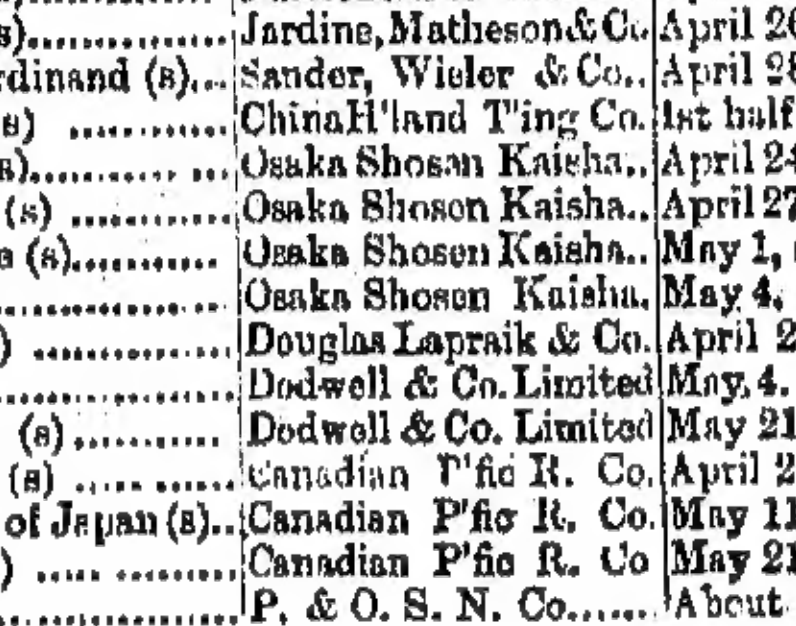 s)............... Jardine, Matheson & Co. April 26
rdinand (s)... Sander, Wieler & Co.. April 28
s) ............ China M'land T'ing Co. 1st half
s)............ ... Osaka Shosen Kaisha.. April 24
(s) ............ Osaka Shosen Kaisha.. April 27
(s)........... Osaka Shosen Kaisha.. May 1,
.................. Osaka Shosen Kaisha. May 4,
) ............... Douglas Lapraik & Co. April 2
.................. Dodwell & Co. Limited May, 4.
(s) ........... Dodwell & Co. Limited May 21
(s) ..... ...... Canadian P'fic R. Co. April 2
of Japan (s).. Canadian P'fic R. Co. May 11
) ..... ......... Canadian P'fic R. Co May 21
.................. P. & O. S. N. Co...... About